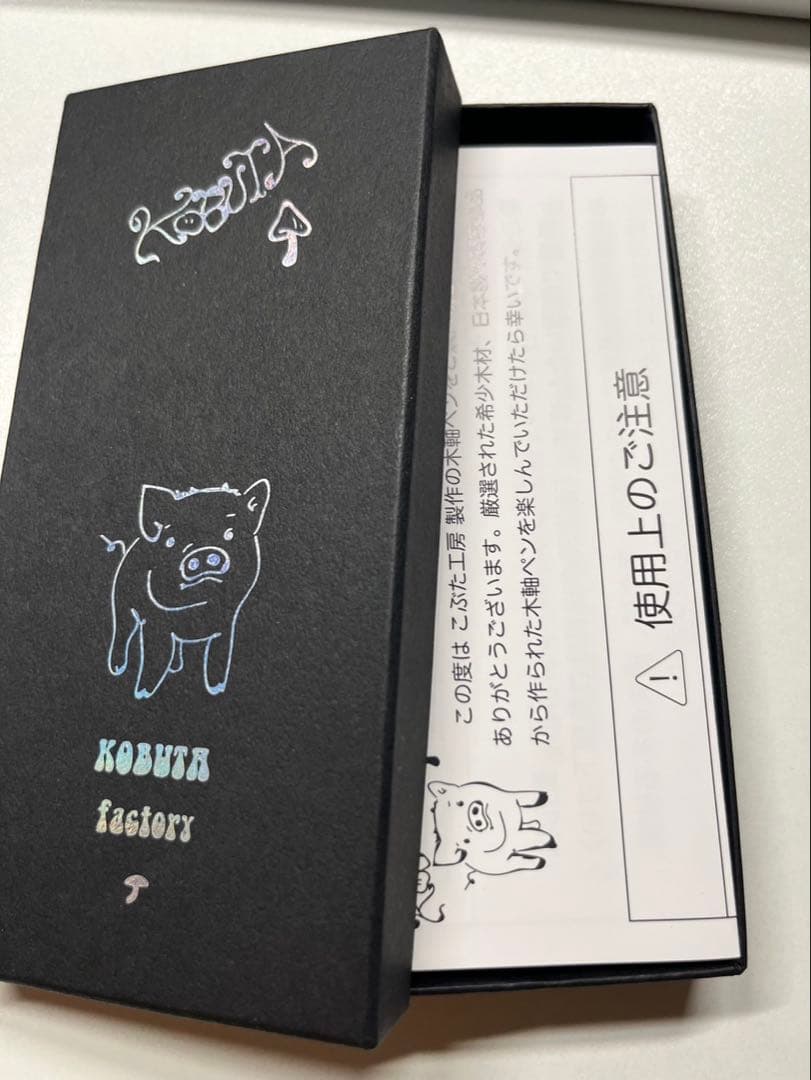 KOBUTA
KOBUTA
factory
この度は こぶた工房 製作の木軸ペンを
ありがとうございます。厳選された希少木材、日本
から作られた木軸ペンを楽しんでいただけたら幸いです。
使用上のご注意